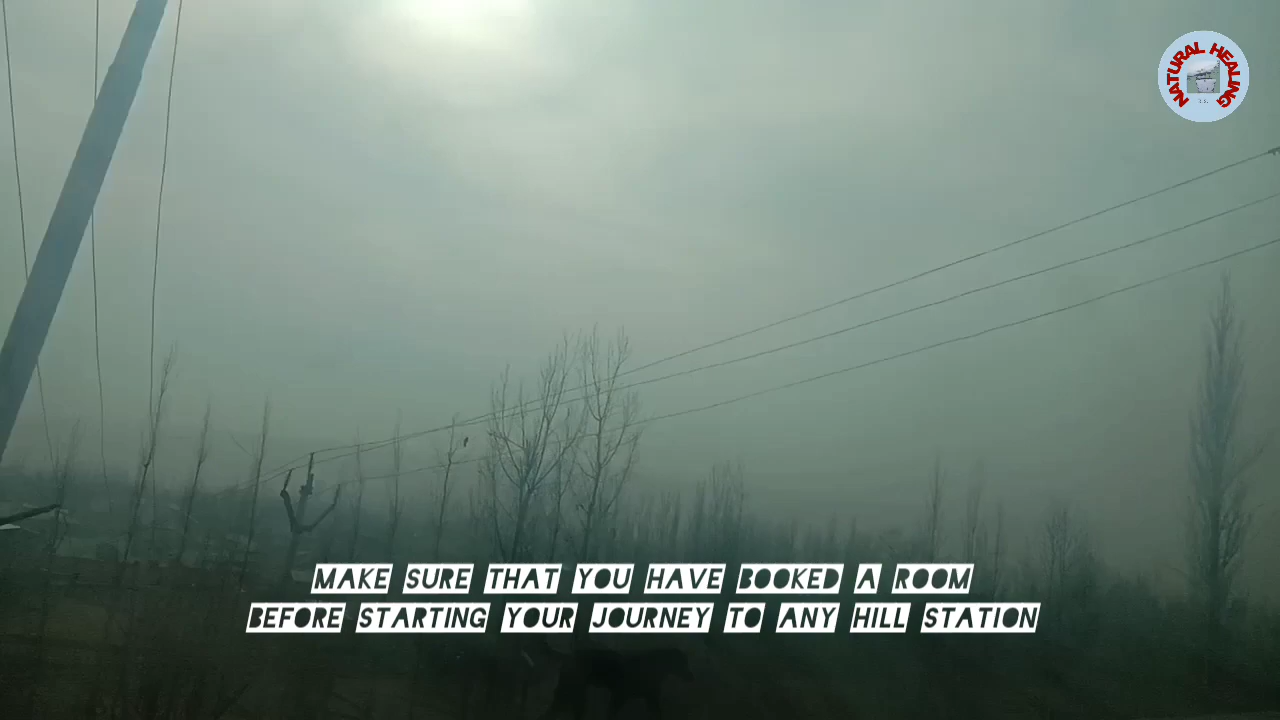 NATURAL HEALING
MAKE SURE THAT YOU HAVE BOOKED A ROOM
BEFORE STARTING YOUR JOURNEY TO ANY HILL STATION